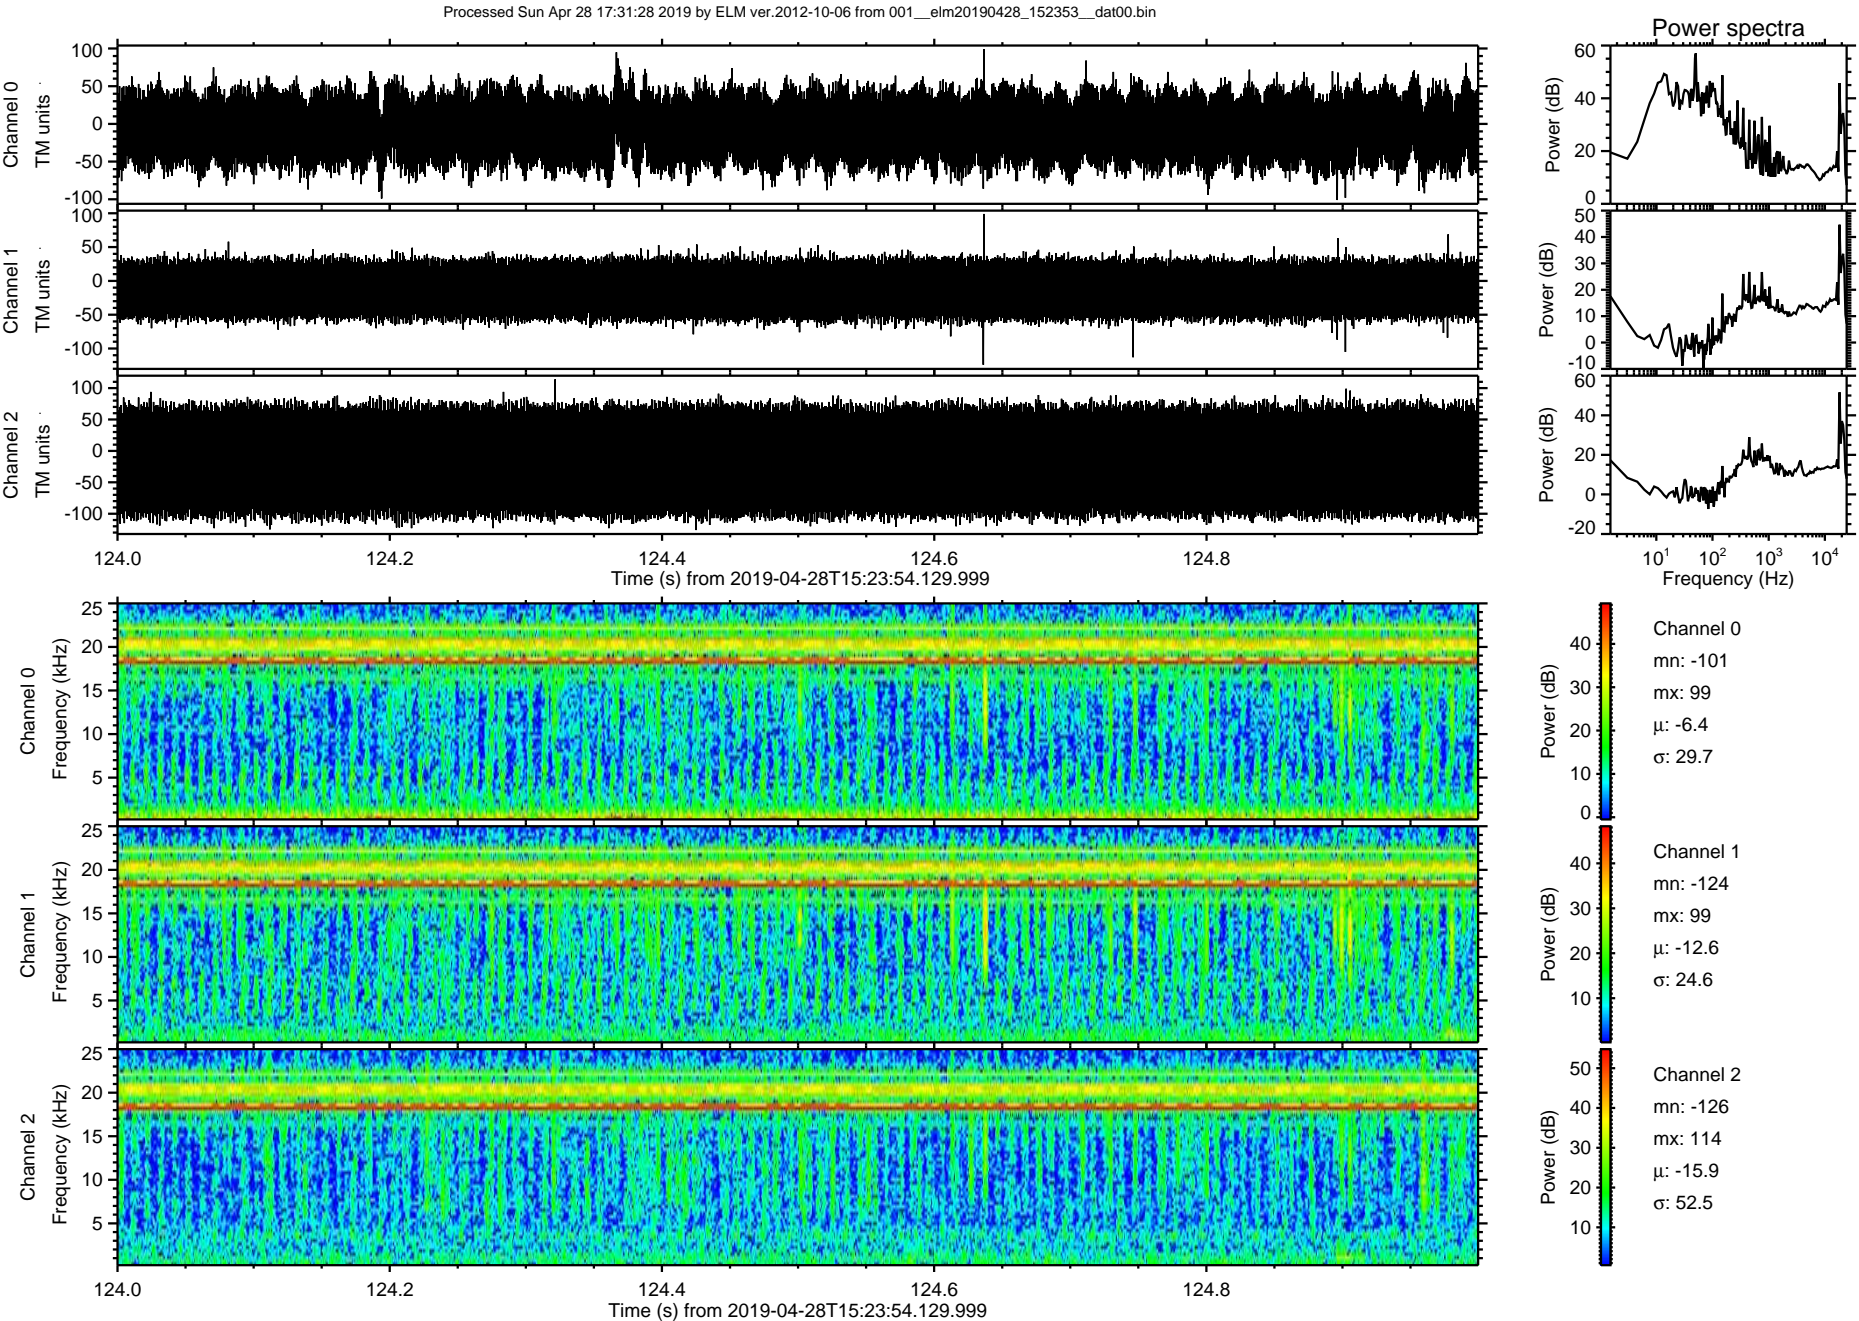 Processed Sun Apr 28 17:31:28 2019 by ELM ver.2012-10-06 from 001__elm20190428_152353__dat00.bin
Power spectra
Channel 0
TM units
100
50
0
-50
-100
Power (dB)
60
40
20
0
Channel 1
TM units
100
50
0
-50
-100
Power (dB)
50
40
30
20
10
0
-10
Channel 2
TM units
100
50
0
-50
-100
Power (dB)
60
40
20
0
-20
124.0 124.2 124.4 124.6 124.8
Time (s) from 2019-04-28T15:23:54.129.999
10¹ 10² 10³ 10⁴
Frequency (Hz)
Channel 0
Frequency (kHz)
25
20
15
10
5
Power (dB)
40
30
20
10
0
Channel 0
mn: -101
mx: 99
μ: -6.4
σ: 29.7
Channel 1
Frequency (kHz)
25
20
15
10
5
Power (dB)
40
30
20
10
Channel 1
mn: -124
mx: 99
μ: -12.6
σ: 24.6
Channel 2
Frequency (kHz)
25
20
15
10
5
Power (dB)
50
40
30
20
10
Channel 2
mn: -126
mx: 114
μ: -15.9
σ: 52.5
124.0 124.2 124.4 124.6 124.8
Time (s) from 2019-04-28T15:23:54.129.999